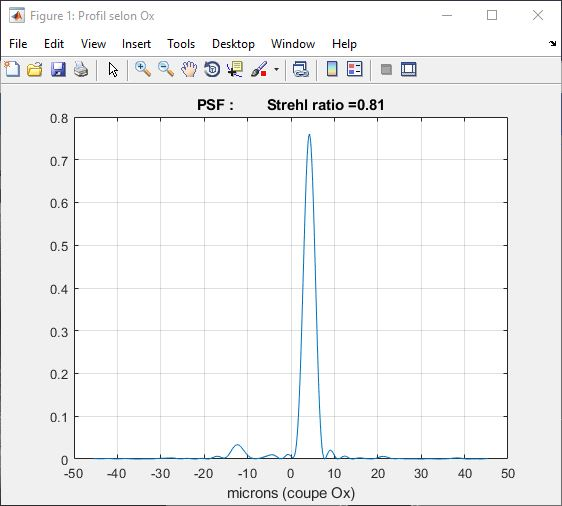 Figure 1: Profil selon Ox
File Edit View Insert Tools Desktop Window Help
PSF : Strehl ratio =0.81
0.8
0.7
0.6
0.5
0.4
0.3
0.2
0.1
0
-50 -40 -30 -20 -10 0 10 20 30 40 50
microns (coupe Ox)